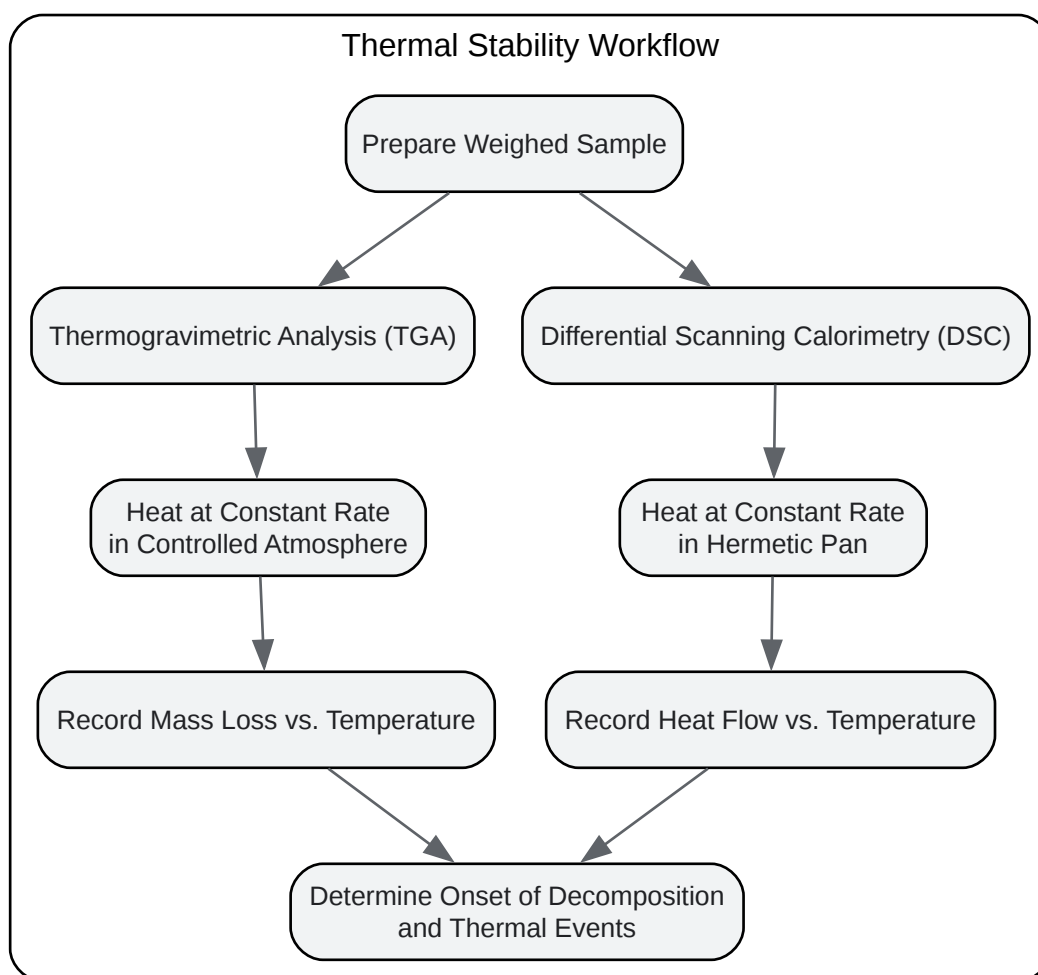 Thermal Stability Workflow
Prepare Weighed Sample
Thermogravimetric Analysis (TGA)
Differential Scanning Calorimetry (DSC)
Heat at Constant Rate
in Controlled Atmosphere
Heat at Constant Rate
in Hermetic Pan
Record Mass Loss vs. Temperature
Record Heat Flow vs. Temperature
Determine Onset of Decomposition
and Thermal Events